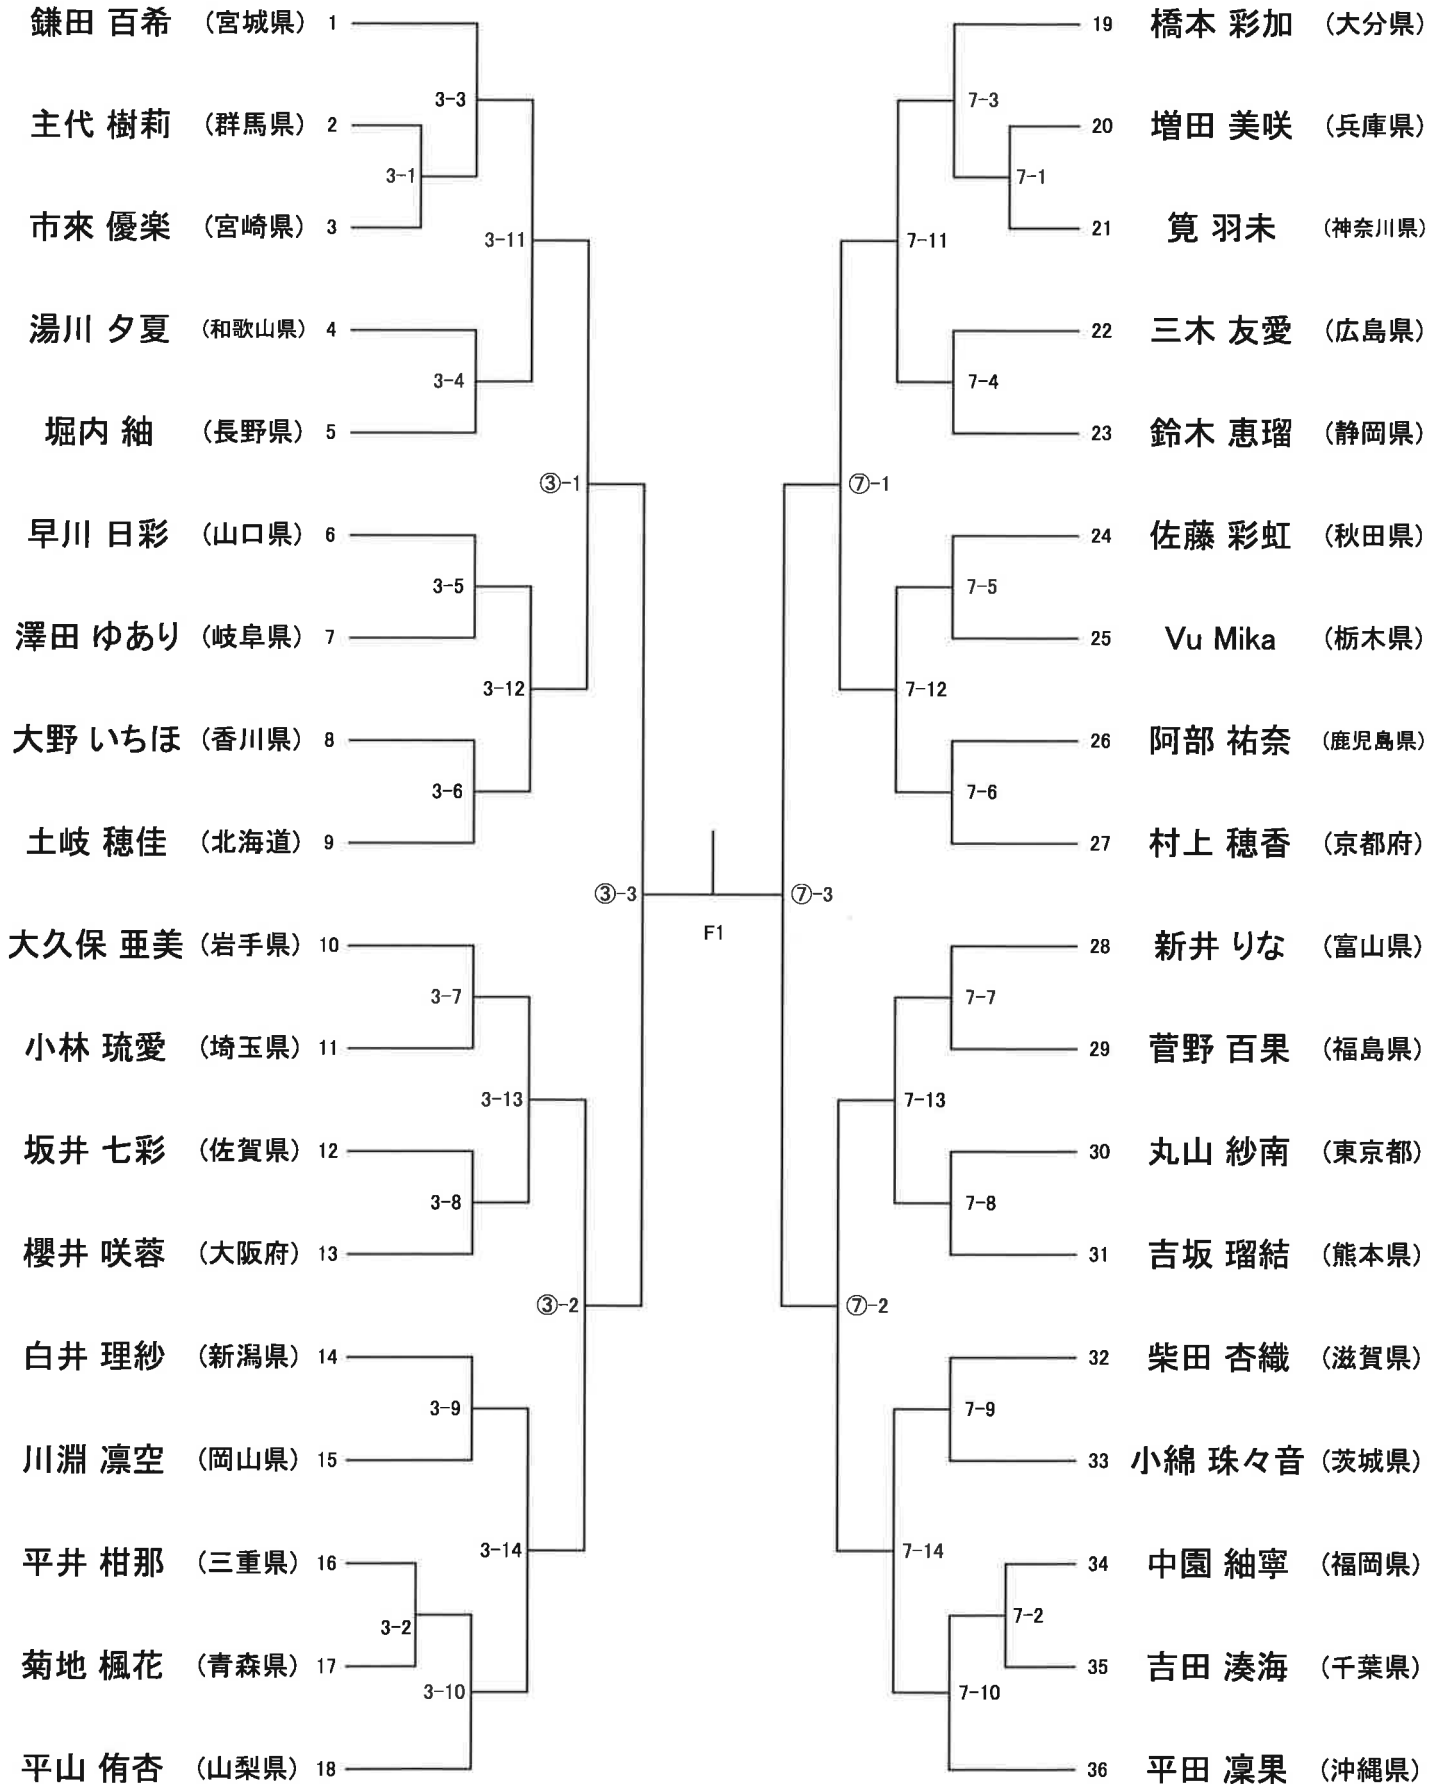 鎌田 百希 （宮城県） 1
3-3
主代 樹莉 （群馬県） 2
3-1
市來 優楽 （宮崎県） 3
3-11
湯川 夕夏 （和歌山県） 4
3-4
堀内 紬 （長野県） 5
③-1
早川 日彩 （山口県） 6
3-5
澤田 ゆあり （岐阜県） 7
3-12
大野 いちほ （香川県） 8
3-6
土岐 穂佳 （北海道） 9
③-3
大久保 亜美 （岩手県） 10
3-7
小林 琉愛 （埼玉県） 11
3-13
坂井 七彩 （佐賀県） 12
3-8
櫻井 咲蓉 （大阪府） 13
③-2
白井 理紗 （新潟県） 14
3-9
川淵 凛空 （岡山県） 15
3-14
平井 柑那 （三重県） 16
3-2
菊地 楓花 （青森県） 17
3-10
平山 侑杏 （山梨県） 18
F1
19 橋本 彩加 （大分県）
7-3
20 増田 美咲 （兵庫県）
7-1
21 筧 羽未 （神奈川県）
7-11
22 三木 友愛 （広島県）
7-4
23 鈴木 恵瑠 （静岡県）
⑦-1
24 佐藤 彩虹 （秋田県）
7-5
25 Vu Mika （栃木県）
7-12
26 阿部 祐奈 （鹿児島県）
7-6
27 村上 穂香 （京都府）
⑦-3
28 新井 りな （富山県）
7-7
29 菅野 百果 （福島県）
7-13
30 丸山 紗南 （東京都）
7-8
31 吉坂 瑠結 （熊本県）
⑦-2
32 柴田 杏織 （滋賀県）
7-9
33 小綿 珠々音 （茨城県）
7-14
34 中園 紬寧 （福岡県）
7-2
35 吉田 湊海 （千葉県）
7-10
36 平田 凜果 （沖縄県）